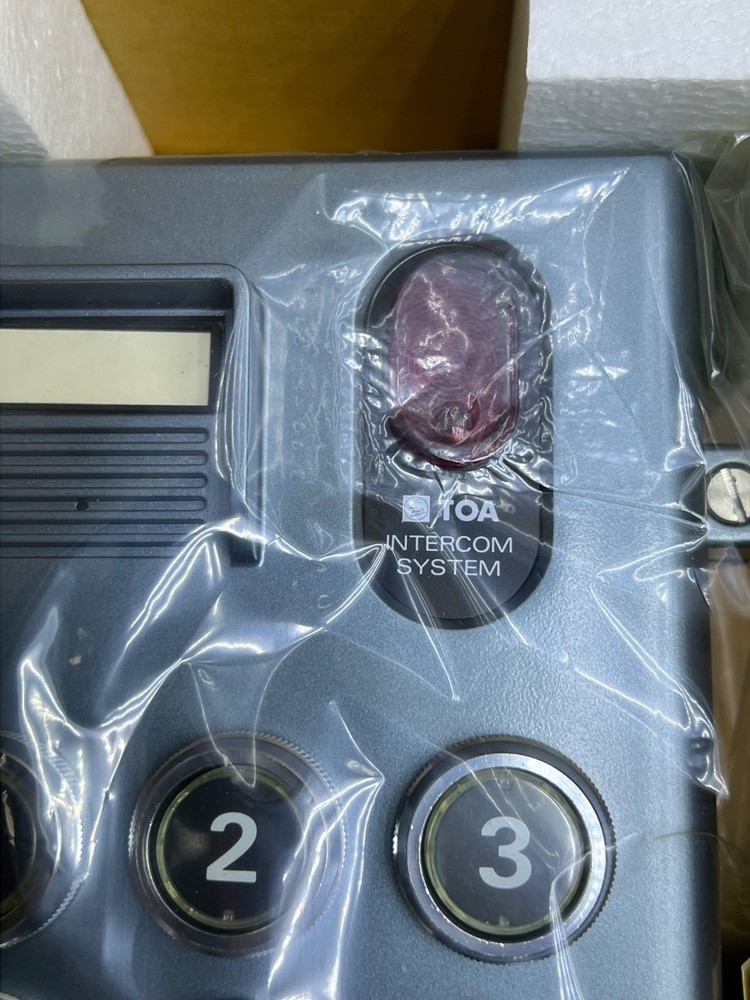 TOA
INTERCOM
SYSTEM
2
3